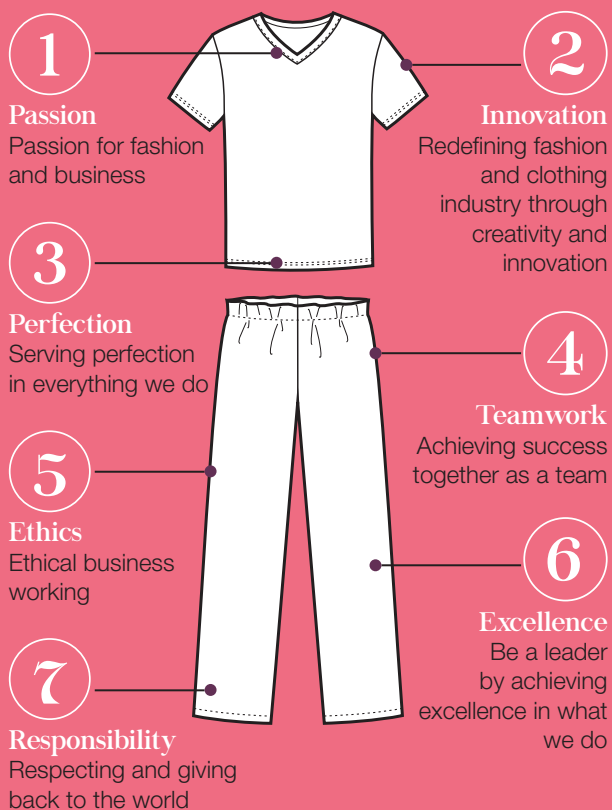 1
Passion
Passion for fashion
and business
2
Innovation
Redefining fashion
and clothing
industry through
creativity and
innovation
3
Perfection
Serving perfection
in everything we do
4
Teamwork
Achieving success
together as a team
5
Ethics
Ethical business
working
6
Excellence
Be a leader
by achieving
excellence in what
we do
7
Responsibility
Respecting and giving
back to the world